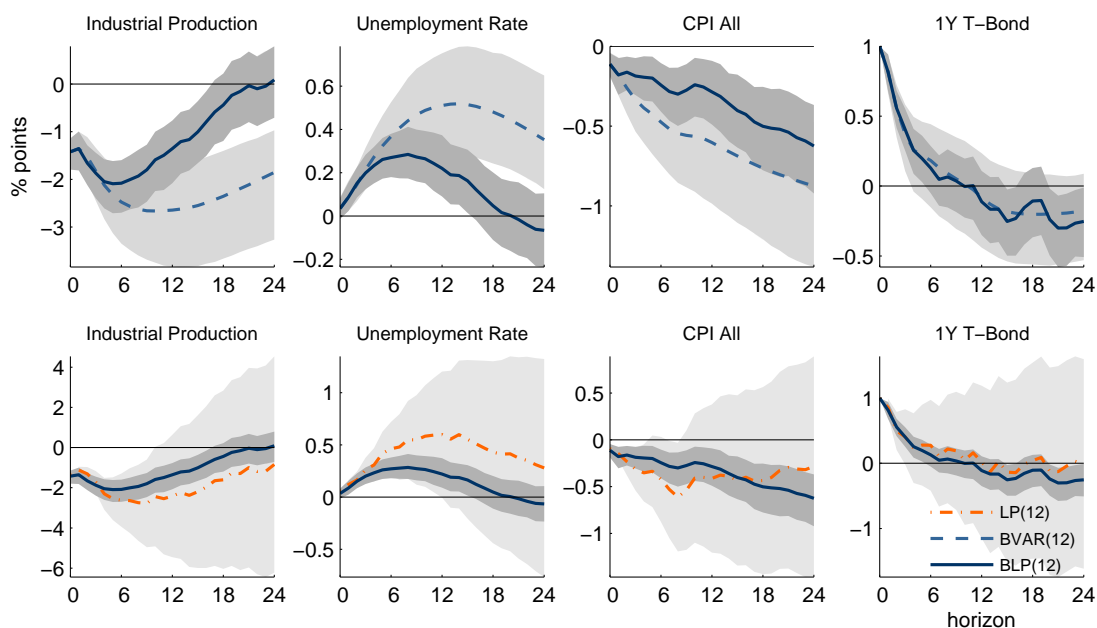 Industrial Production
Unemployment Rate
CPI All
1Y T−Bond
% points
0
−1
−2
−3
0.6
0.4
0.2
0
−0.2
0
−0.5
−1
1
0.5
0
−0.5
0 6 12 18 24
0 6 12 18 24
0 6 12 18 24
0 6 12 18 24
Industrial Production
Unemployment Rate
CPI All
1Y T−Bond
4
2
0
−2
−4
−6
1
0.5
0
−0.5
0.5
0
−0.5
−1
1
0
−1
LP(12)
BVAR(12)
BLP(12)
0 6 12 18 24
0 6 12 18 24
0 6 12 18 24
0 6 12 18 24
horizon